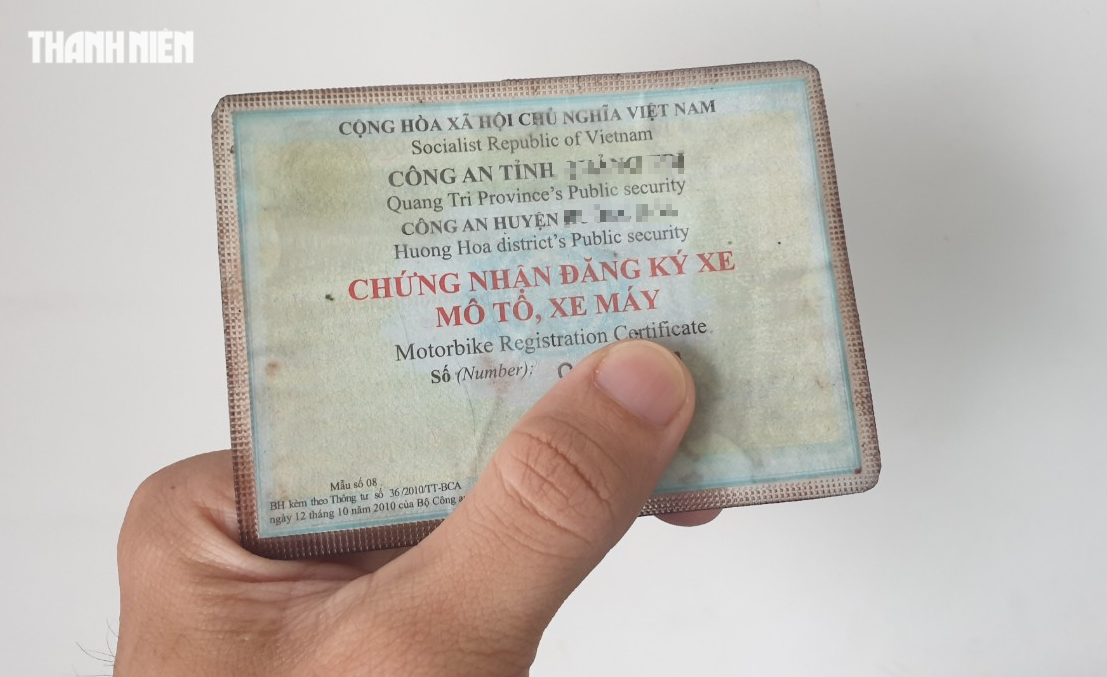 THANH NIÊN
CỘNG HÒA XÃ HỘI CHỦ NGHĨA VIỆT NAM
Socialist Republic of Vietnam
CÔNG AN TỈNH
Quang Tri Province's Public security
CÔNG AN HUYỆN
Huong Hoa district's Public security
CHỨNG NHẬN ĐĂNG KÝ XE
MÔ TÔ, XE MÁY
Motorbike Registration Certificate
Số (Number):
Mẫu số 08
BH kèm theo Thông tư số 36/2010/TT-BCA
ngày 12 tháng 10 năm 2010 của Bộ Công